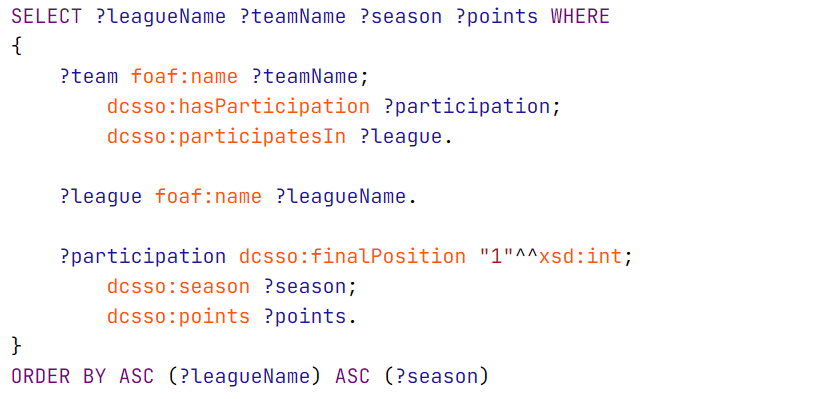 SELECT ?leagueName ?teamName ?season ?points WHERE
{
    ?team foaf:name ?teamName;
        dcsso:hasParticipation ?participation;
        dcsso:participatesIn ?league.

    ?league foaf:name ?leagueName.

    ?participation dcsso:finalPosition "1"^^xsd:int;
        dcsso:season ?season;
        dcsso:points ?points.
}
ORDER BY ASC (?leagueName) ASC (?season)